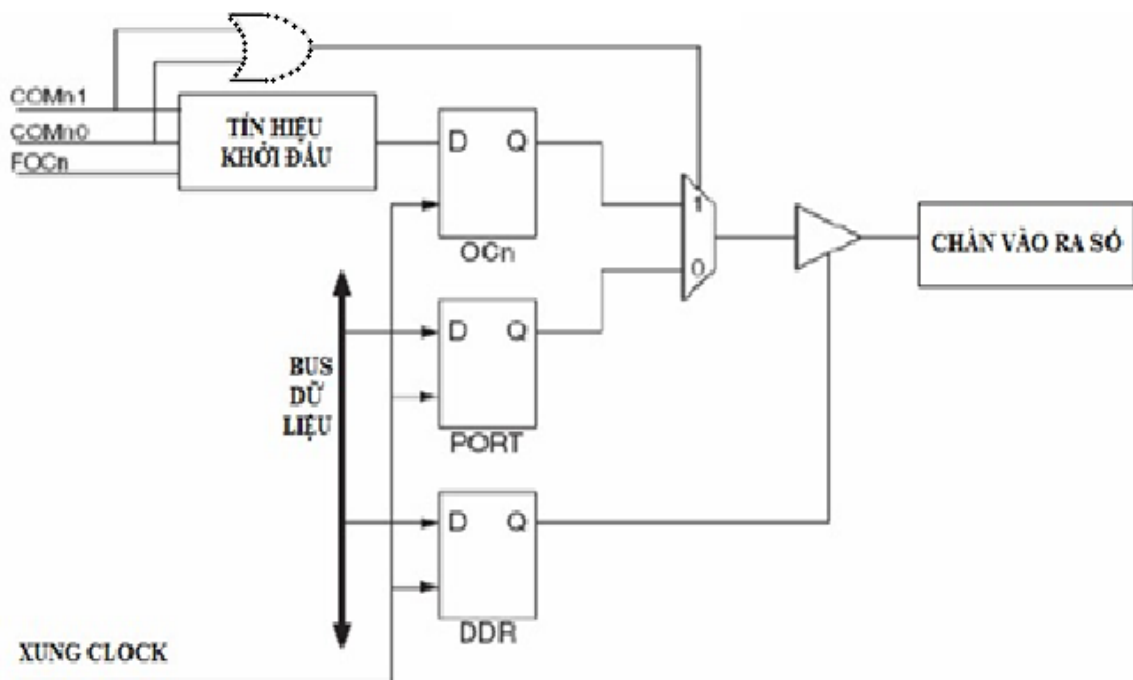 COMn1
COMn0
FOCn
TÍN HIỆU
KHỞI ĐẦU
D Q
OCn
1
0
CHÂN VÀO RA SỐ
D Q
PORT
BUS
DỮ
LIỆU
D Q
DDR
XUNG CLOCK